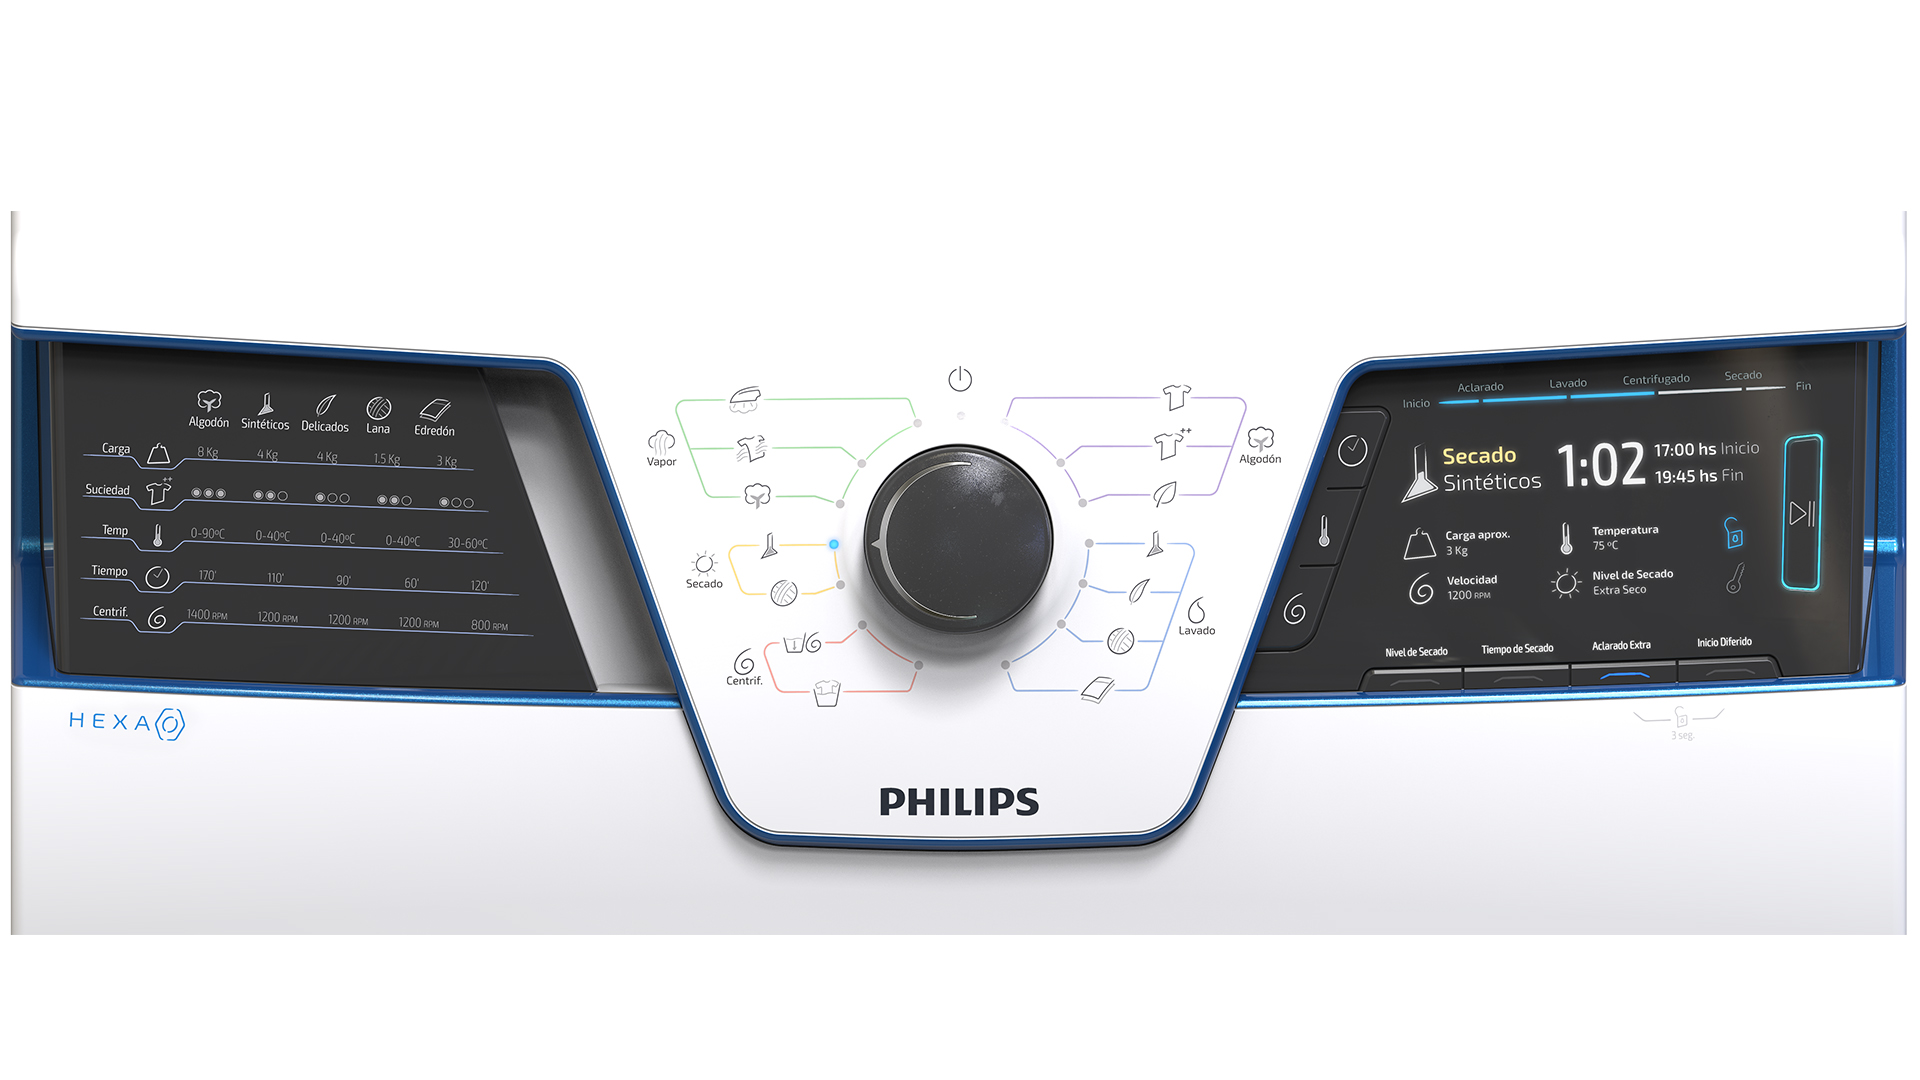 Algodón Sintéticos Delicados Lana Edredón
Carga 8 Kg 4 Kg 4 Kg 1.5 Kg 3 Kg
Suciedad ++
Temp 0-90ºC 0-40ºC 0-40ºC 0-40ºC 30-60ºC
Tiempo 170' 110' 90' 60' 120'
Centrif. 1400 RPM 1200 RPM 1200 RPM 1200 RPM 800 RPM
HEXA
Vapor
Secado
Centrif.
++
Algodón
Lavado
PHILIPS
Inicio Aclarado Lavado Centrifugado Secado Fin
Secado
Sintéticos
1:02
17:00 hs Inicio
19:45 hs Fin
Carga aprox.
3 Kg
Temperatura
75 ºC
Velocidad
1200 RPM
Nivel de Secado
Extra Seco
Nivel de Secado Tiempo de Secado Aclarado Extra Inicio Diferido
3 seg.